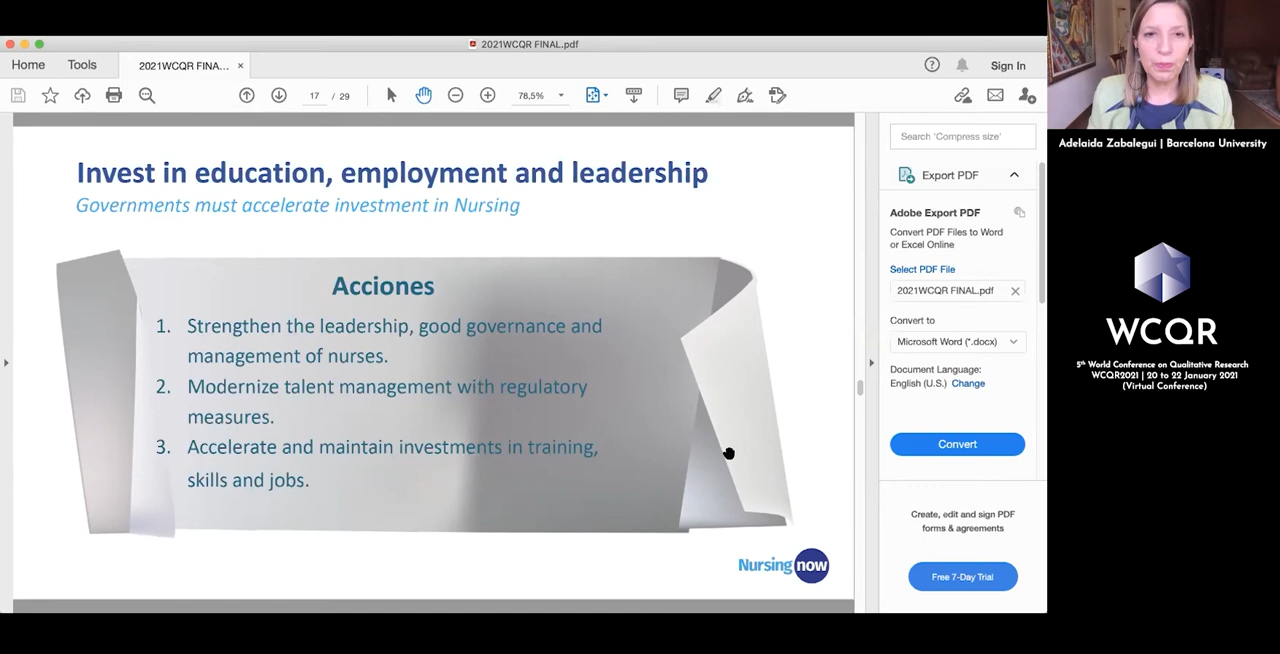 2021WCQR FINAL.pdf
Home
Tools
2021WCQR FINA...
Sign In
17 / 29
78,5%
Invest in education, employment and leadership
Governments must accelerate investment in Nursing
Acciones
1. Strengthen the leadership, good governance and
management of nurses.
2. Modernize talent management with regulatory
measures.
3. Accelerate and maintain investments in training,
skills and jobs.
Nursing now
Search 'Compress size'
Export PDF
Adobe Export PDF
Convert PDF Files to Word
or Excel Online
Select PDF File
2021WCQR FINAL.pdf
Convert to
Microsoft Word (*.docx)
Document Language:
English (U.S.) Change
Convert
Create, edit and sign PDF
forms & agreements
Free 7-Day Trial
Adelaida Zabalegui | Barcelona University
WCQR
5th World Conference on Qualitative Research
WCQR2021 | 20 to 22 January 2021
(Virtual Conference)